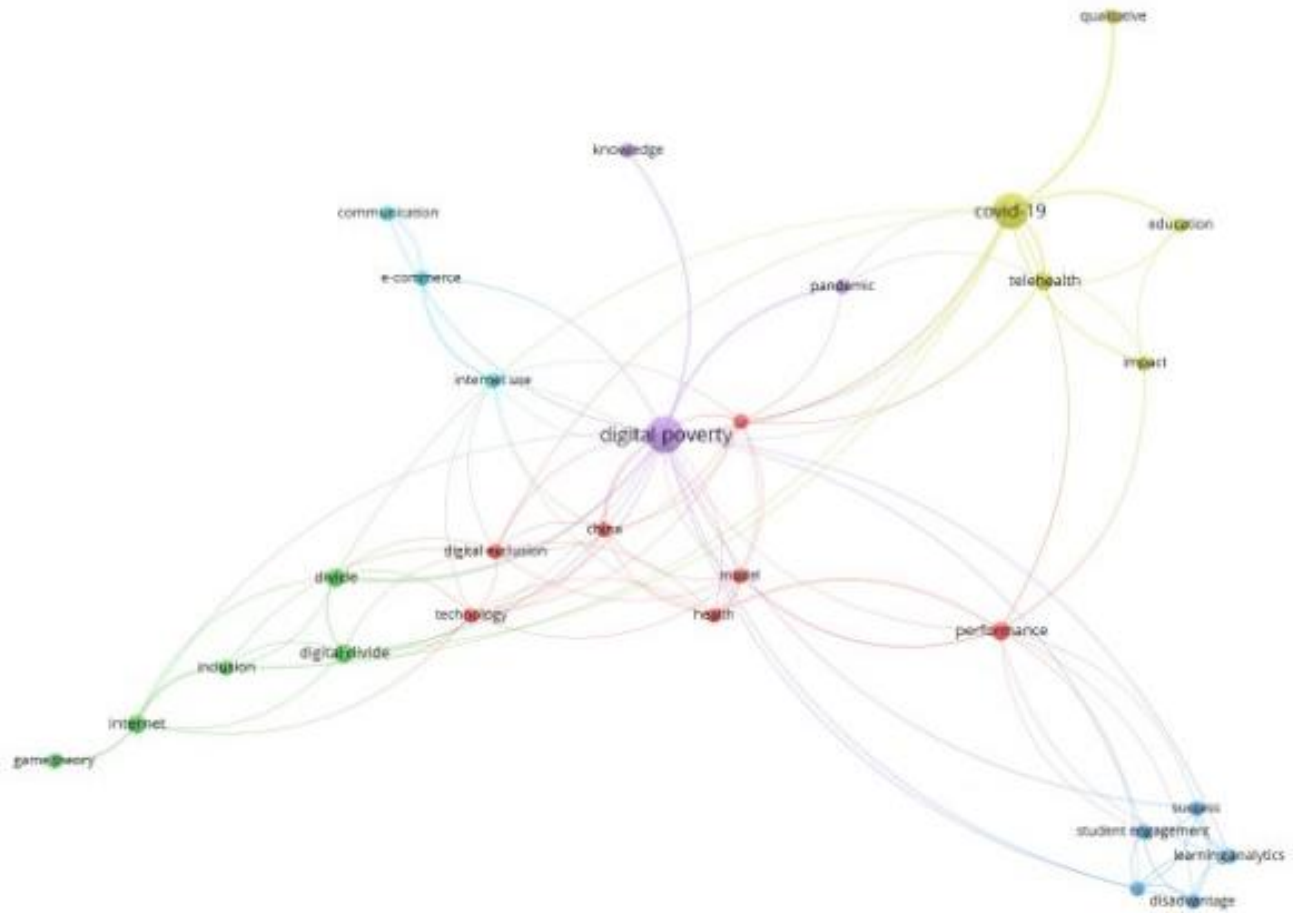 qualitative
knowledge
communication
covid-19
education
e-commerce
pandemic
telehealth
impact
internet use
digital poverty
china
digital exclusion
divide
model
technology
health
performance
digital divide
inclusion
internet
game theory
success
student engagement
learning analytics
disadvantage